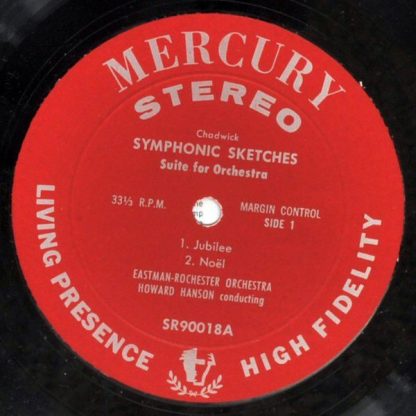 MERCURY
STEREO
Chadwick
SYMPHONIC SKETCHES
Suite for Orchestra
33⅓ R.P.M.
MARGIN CONTROL
SIDE 1
1. Jubilee
2. Noël
EASTMAN-ROCHESTER ORCHESTRA
HOWARD HANSON conducting
SR90018A
LIVING PRESENCE
HIGH FIDELITY